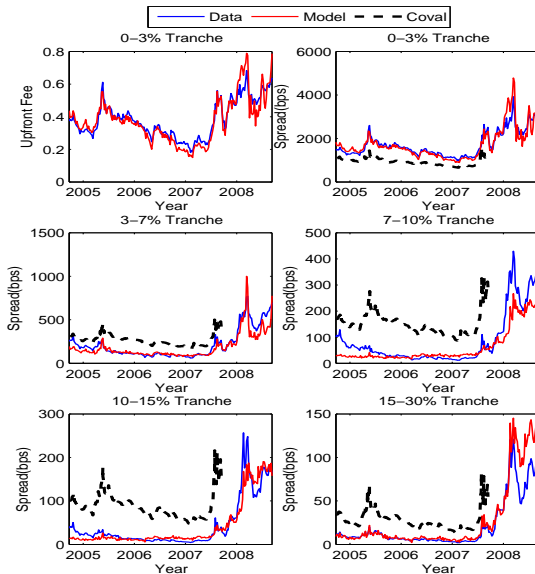 Data Model Coval
0−3% Tranche
0.8
0.6
0.4
0.2
0
Upfront Fee
2005 2006 2007 2008
Year
0−3% Tranche
6000
4000
2000
0
Spread(bps)
2005 2006 2007 2008
Year
3−7% Tranche
1500
1000
500
0
Spread(bps)
2005 2006 2007 2008
Year
7−10% Tranche
500
400
300
200
100
0
Spread(bps)
2005 2006 2007 2008
Year
10−15% Tranche
300
200
100
0
Spread(bps)
2005 2006 2007 2008
Year
15−30% Tranche
150
100
50
0
Spread(bps)
2005 2006 2007 2008
Year